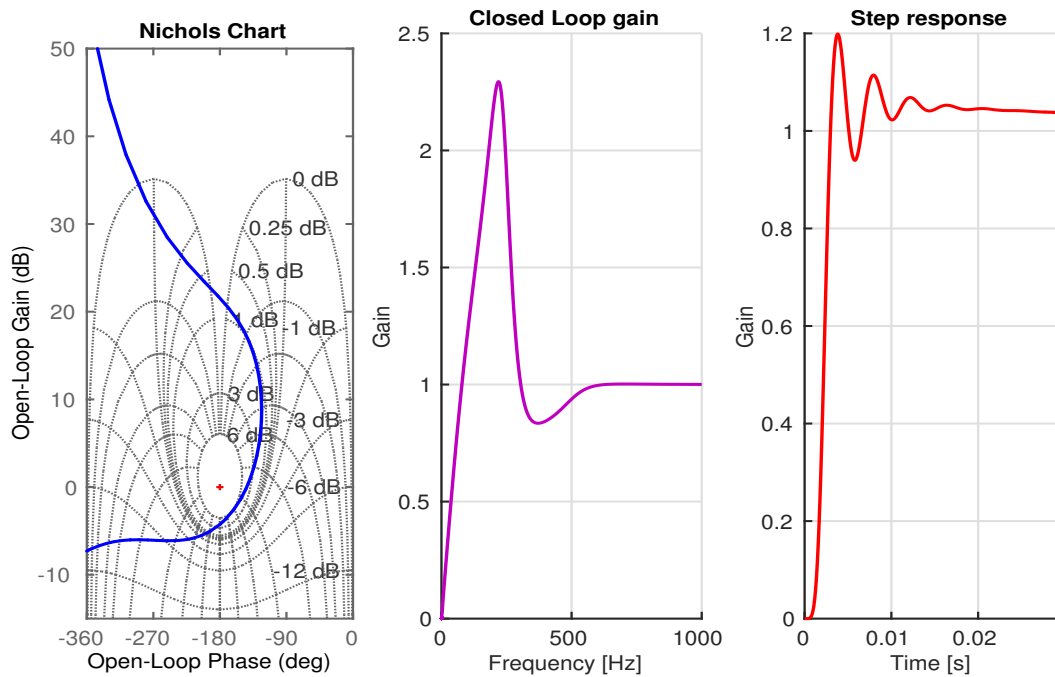 Nichols Chart
50
40
30
20
10
0
-10
-360
-270
-180
-90
0
Open-Loop Gain (dB)
Open-Loop Phase (deg)
0 dB
0.25 dB
0.5 dB
1 dB
-1 dB
3 dB
-3 dB
6 dB
-6 dB
-12 dB
Closed Loop gain
2.5
2
1.5
1
0.5
0
0
500
1000
Gain
Frequency [Hz]
Step response
1.2
1
0.8
0.6
0.4
0.2
0
0
0.01
0.02
Gain
Time [s]